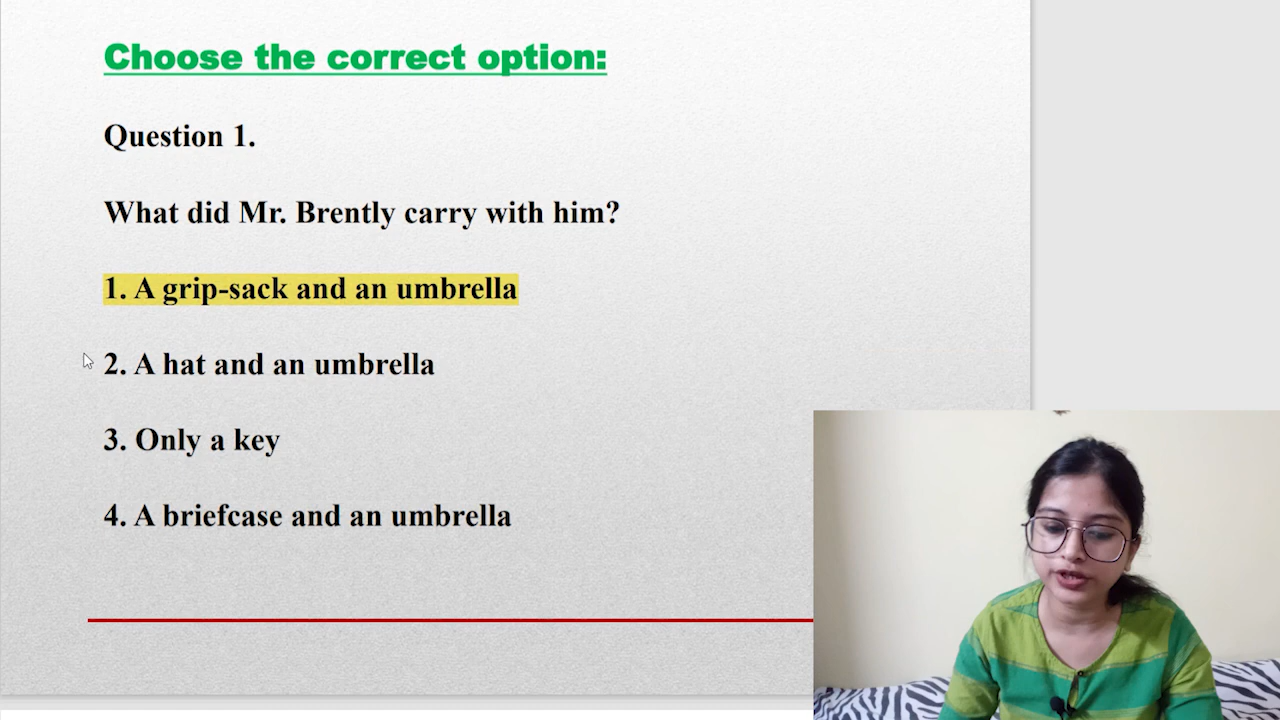 Choose the correct option:
Question 1.
What did Mr. Brently carry with him?
1. A grip-sack and an umbrella
2. A hat and an umbrella
3. Only a key
4. A briefcase and an umbrella